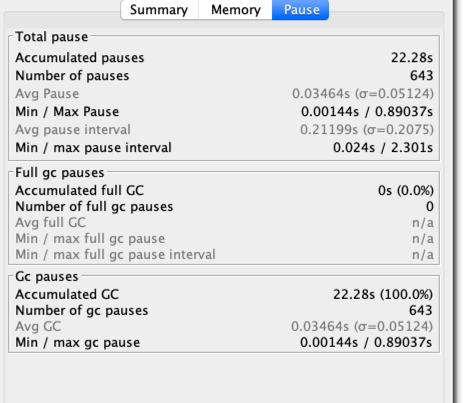 Summary Memory Pause
Total pause
Accumulated pauses 22.28s
Number of pauses 643
Avg Pause 0.03464s (σ=0.05124)
Min / Max Pause 0.00144s / 0.89037s
Avg pause interval 0.21199s (σ=0.2075)
Min / max pause interval 0.024s / 2.301s
Full gc pauses
Accumulated full GC 0s (0.0%)
Number of full gc pauses 0
Avg full GC n/a
Min / max full gc pause n/a
Min / max full gc pause interval n/a
Gc pauses
Accumulated GC 22.28s (100.0%)
Number of gc pauses 643
Avg GC 0.03464s (σ=0.05124)
Min / max gc pause 0.00144s / 0.89037s